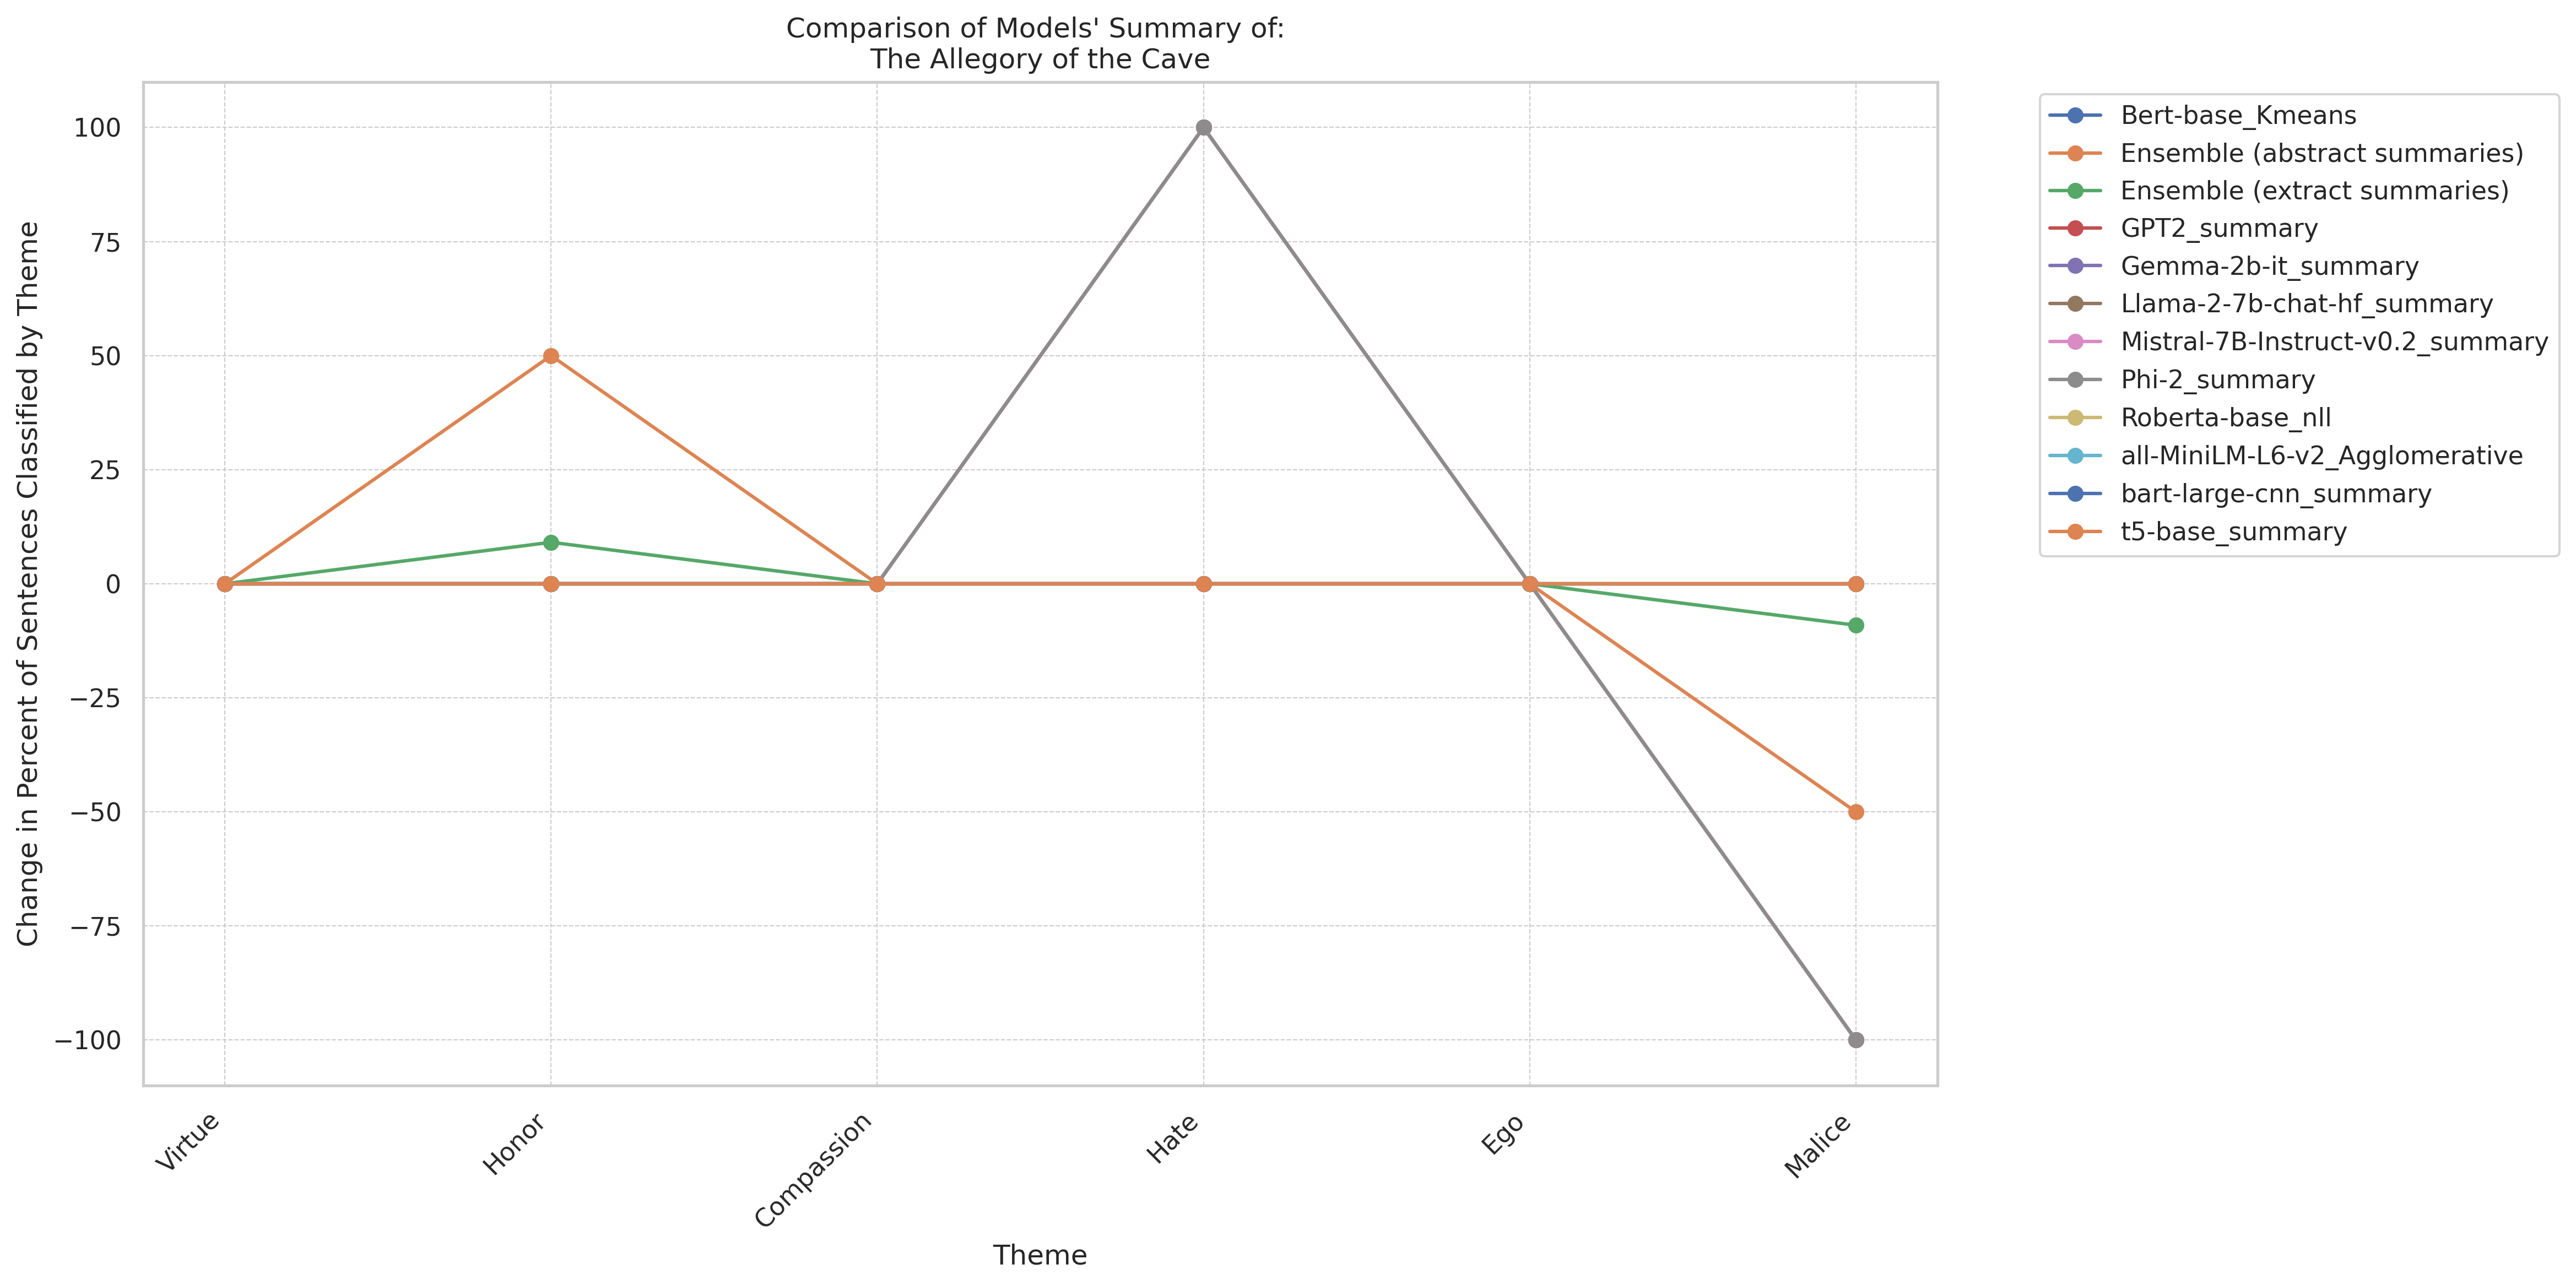 Comparison of Models' Summary of:
The Allegory of the Cave
Change in Percent of Sentences Classified by Theme
100
75
50
25
0
−25
−50
−75
−100
Virtue
Honor
Compassion
Hate
Ego
Malice
Theme
Bert-base_Kmeans
Ensemble (abstract summaries)
Ensemble (extract summaries)
GPT2_summary
Gemma-2b-it_summary
Llama-2-7b-chat-hf_summary
Mistral-7B-Instruct-v0.2_summary
Phi-2_summary
Roberta-base_nll
all-MiniLM-L6-v2_Agglomerative
bart-large-cnn_summary
t5-base_summary